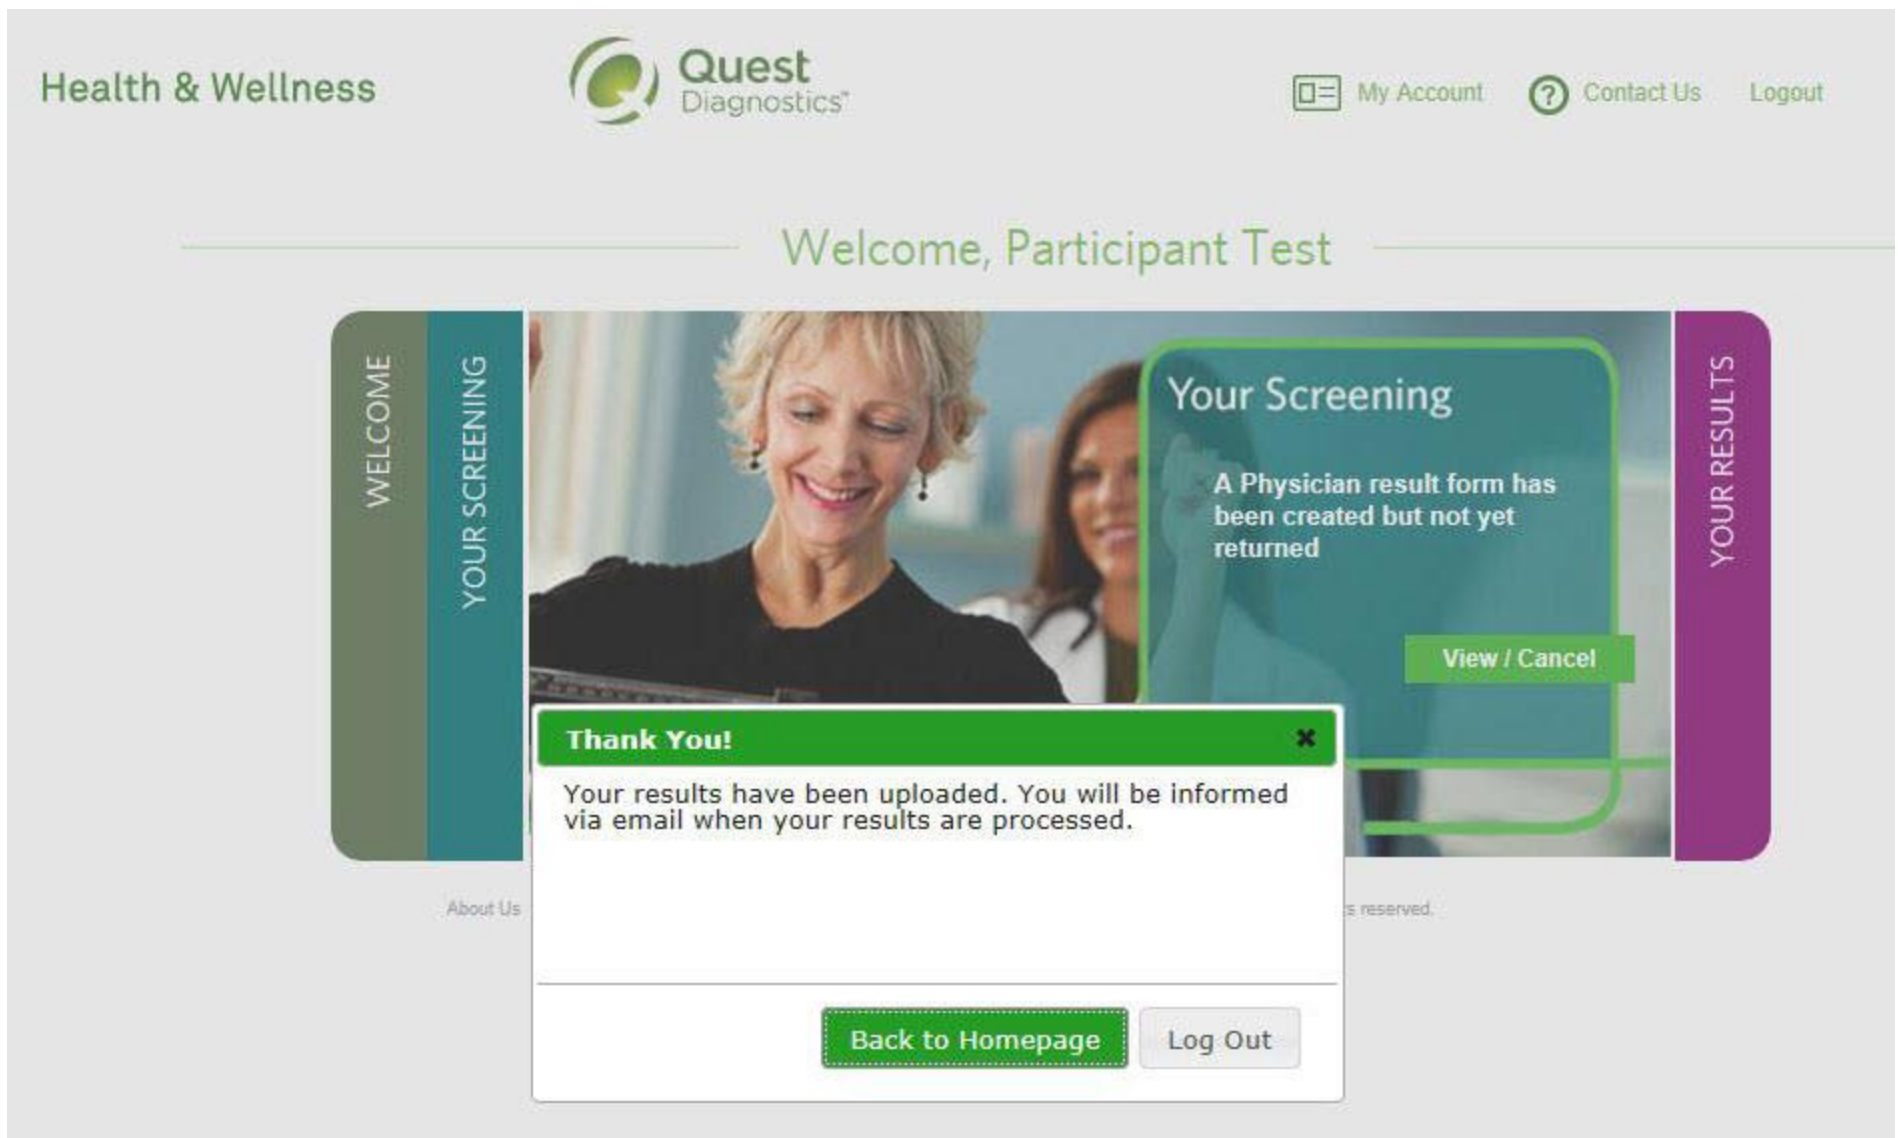 Health & Wellness
Quest
Diagnostics™
My Account
Contact Us
Logout
Welcome, Participant Test
WELCOME
YOUR SCREENING
Your Screening
A Physician result form has
been created but not yet
returned
View / Cancel
YOUR RESULTS
Thank You!
Your results have been uploaded. You will be informed
via email when your results are processed.
About Us
reserved.
Back to Homepage
Log Out